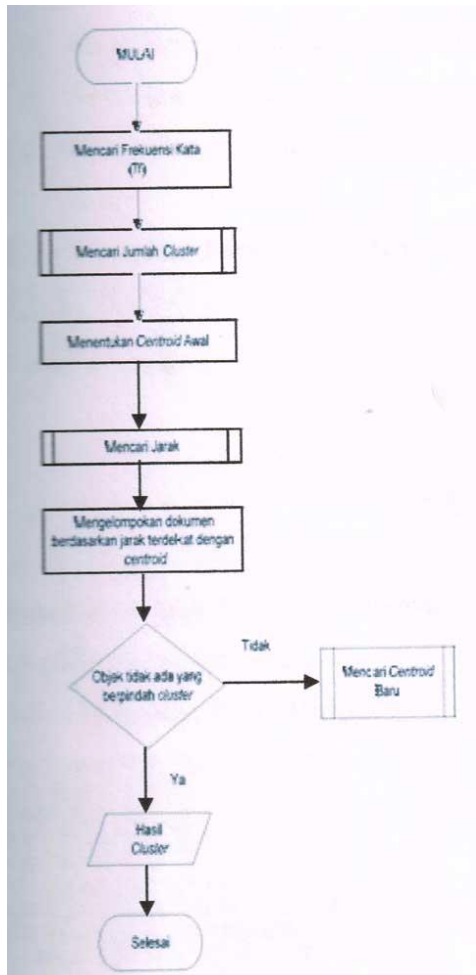 MULAI
Mencari Frekuensi Kata
(Tf)
Mencari Jumlah Cluster
Menentukan Centroid Awal
Mencari Jarak
Mengelompokan dokumen
berdasarkan jarak terdekat dengan
centroid
Objek tidak ada yang
berpindah cluster
Tidak
Mencari Centroid
Baru
Ya
Hasil
Cluster
Selesai